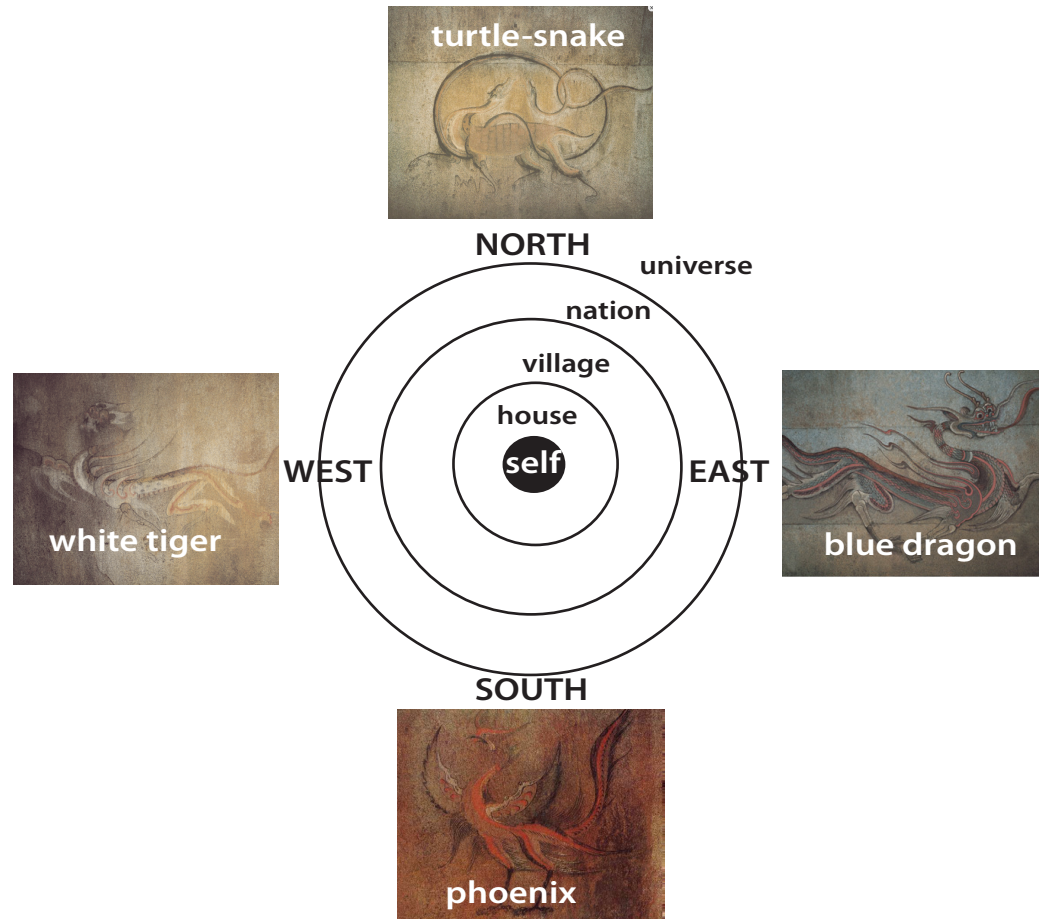 turtle-snake
NORTH
universe
nation
village
house
self
WEST
EAST
white tiger
blue dragon
SOUTH
phoenix